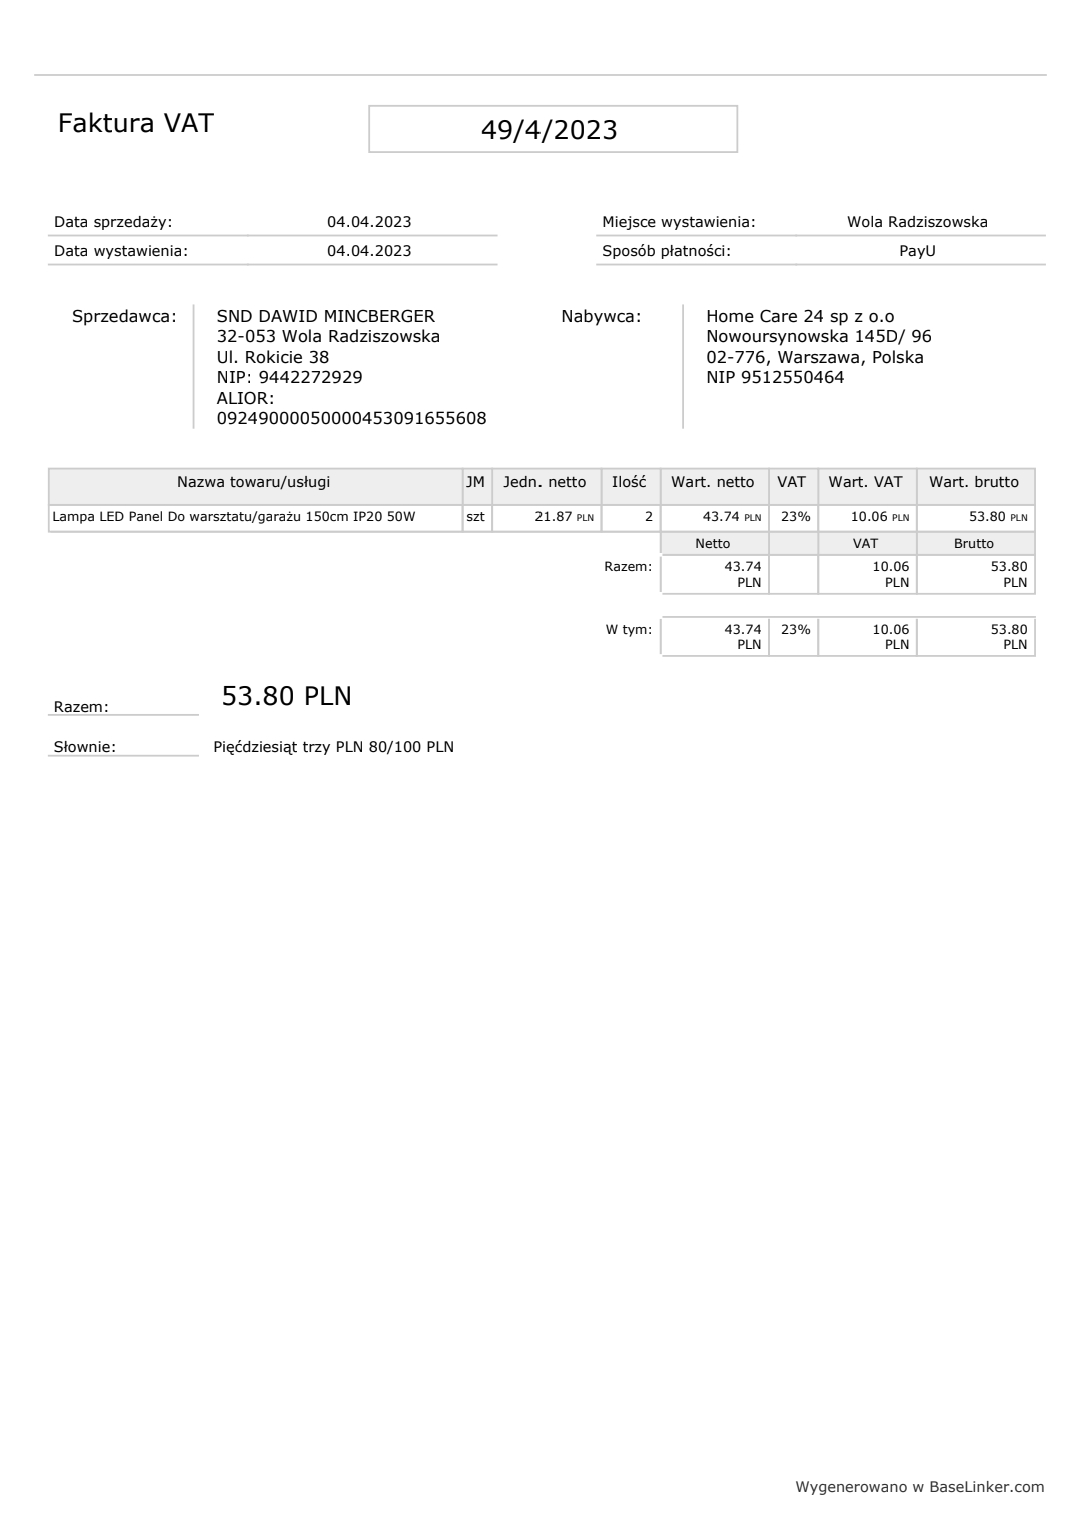 Faktura VAT
49/4/2023
Data sprzedaży: 04.04.2023
Data wystawienia: 04.04.2023
Miejsce wystawienia: Wola Radziszowska
Sposób płatności: PayU
Sprzedawca:
SND DAWID MINCBERGER
32-053 Wola Radziszowska
Ul. Rokicie 38
NIP: 9442272929
ALIOR:
09249000050000453091655608
Nabywca:
Home Care 24 sp z o.o
Nowoursynowska 145D/ 96
02-776, Warszawa, Polska
NIP 9512550464
Nazwa towaru/usługi JM Jedn. netto Ilość Wart. netto VAT Wart. VAT Wart. brutto
Lampa LED Panel Do warsztatu/garażu 150cm IP20 50W szt 21.87 PLN 2 43.74 PLN 23% 10.06 PLN 53.80 PLN
Netto VAT Brutto
Razem: 43.74 10.06 53.80
PLN PLN PLN
W tym: 43.74 23% 10.06 53.80
PLN PLN PLN
Razem: 53.80 PLN
Słownie: Pięćdziesiąt trzy PLN 80/100 PLN
Wygenerowano w BaseLinker.com